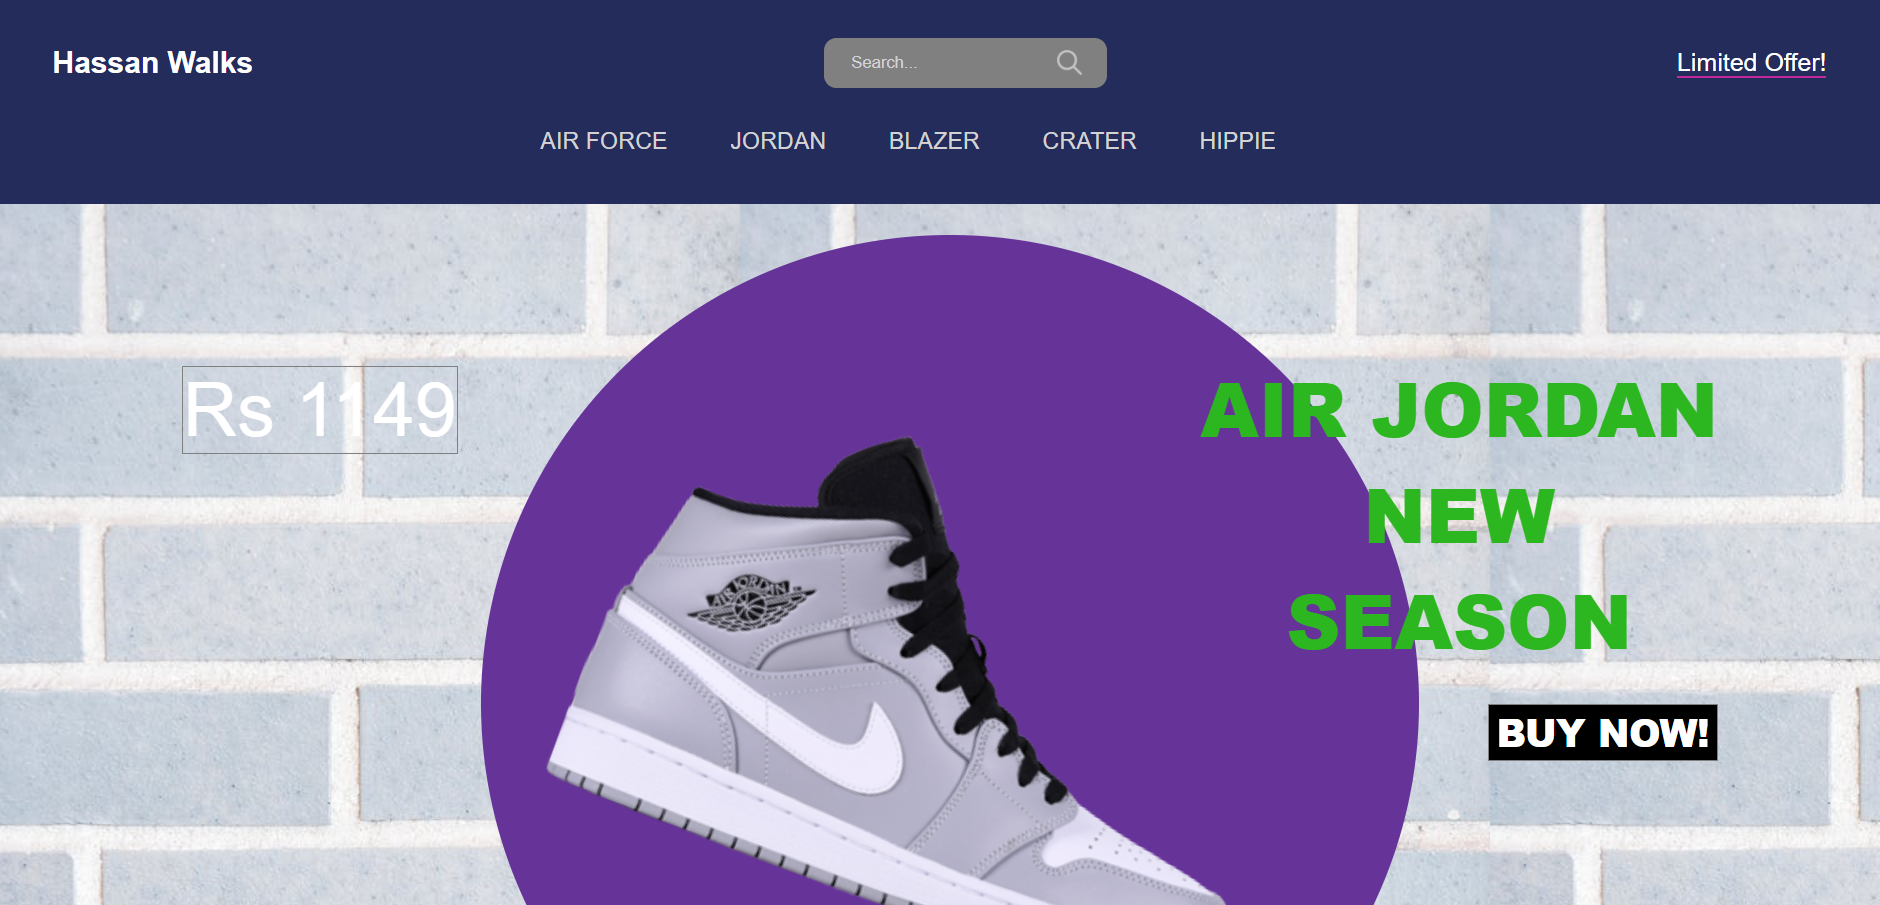 Hassan Walks
Search...
Limited Offer!
AIR FORCE JORDAN BLAZER CRATER HIPPIE
Rs 1149
AIR JORDAN
NEW
SEASON
BUY NOW!
AIR JORDAN